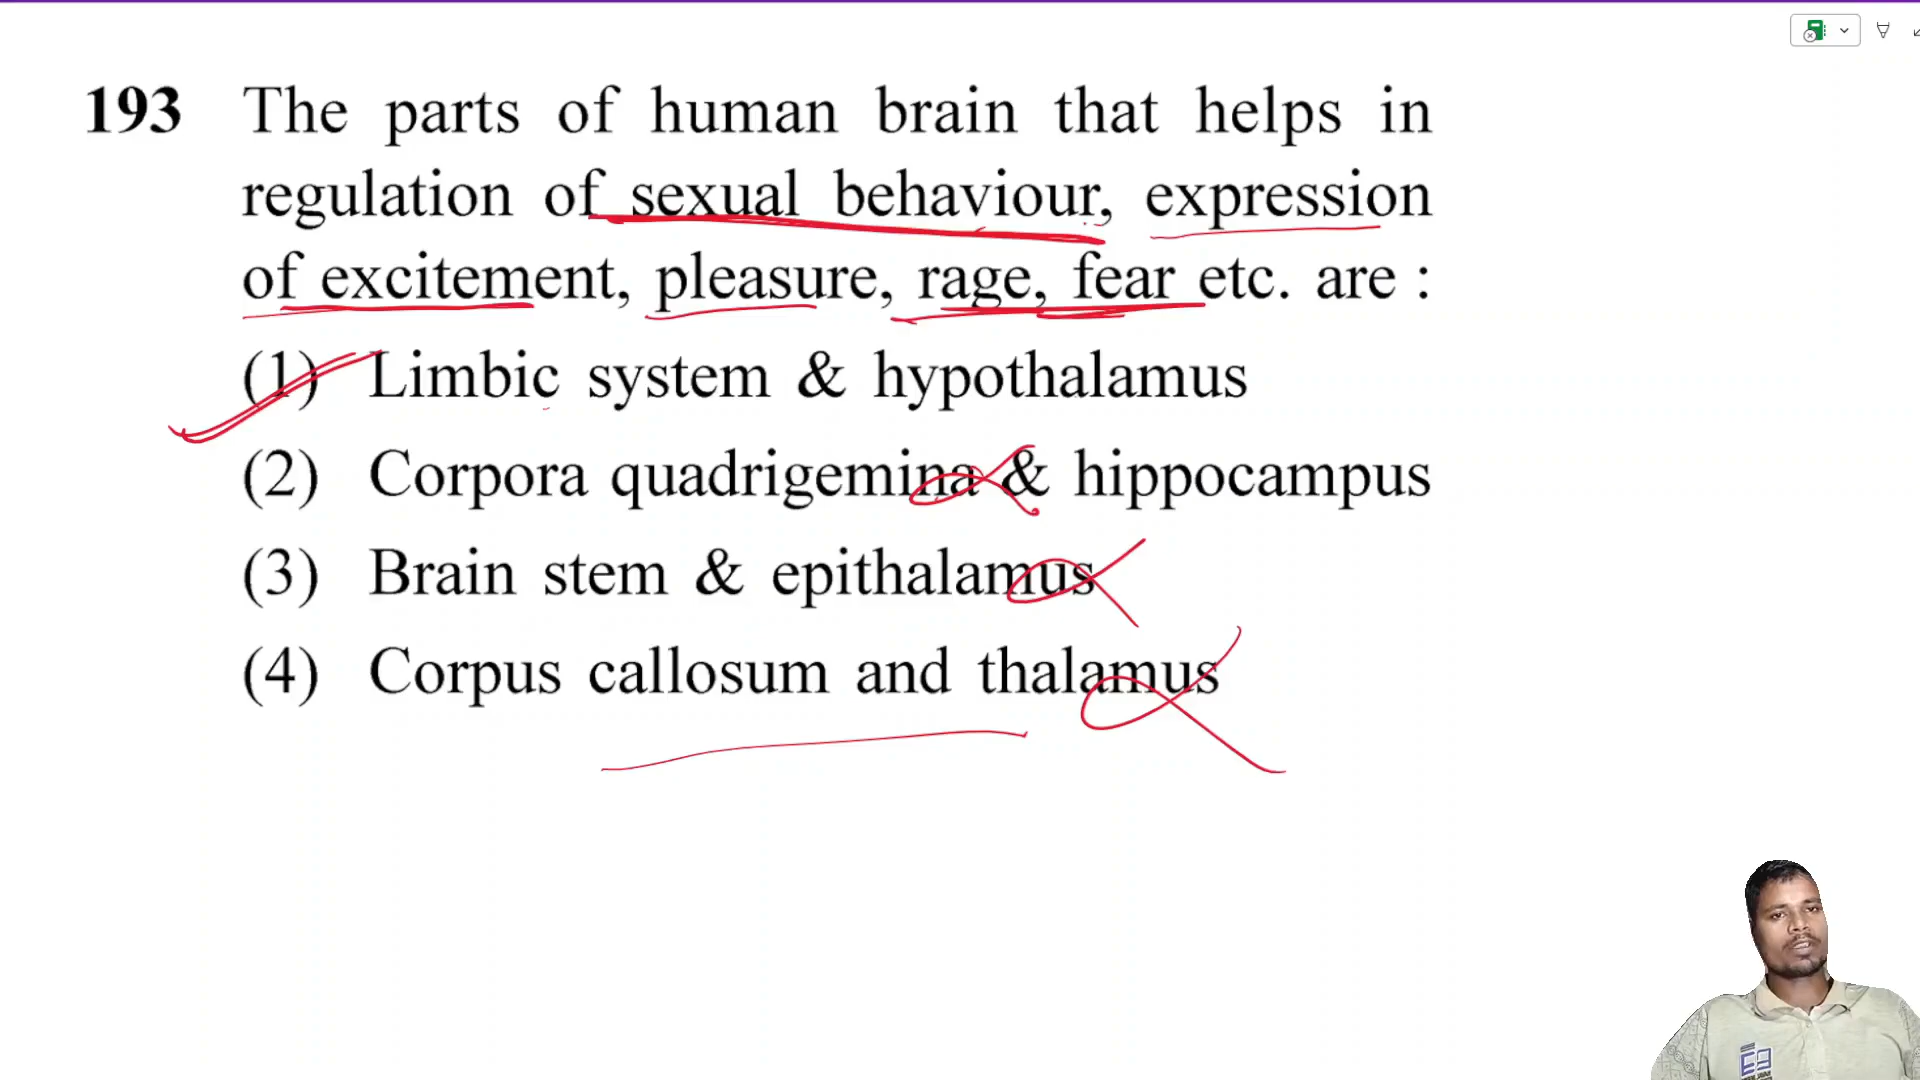 193 The parts of human brain that helps in
regulation of sexual behaviour, expression
of excitement, pleasure, rage, fear etc. are :
(1) Limbic system & hypothalamus
(2) Corpora quadrigemina & hippocampus
(3) Brain stem & epithalamus
(4) Corpus callosum and thalamus